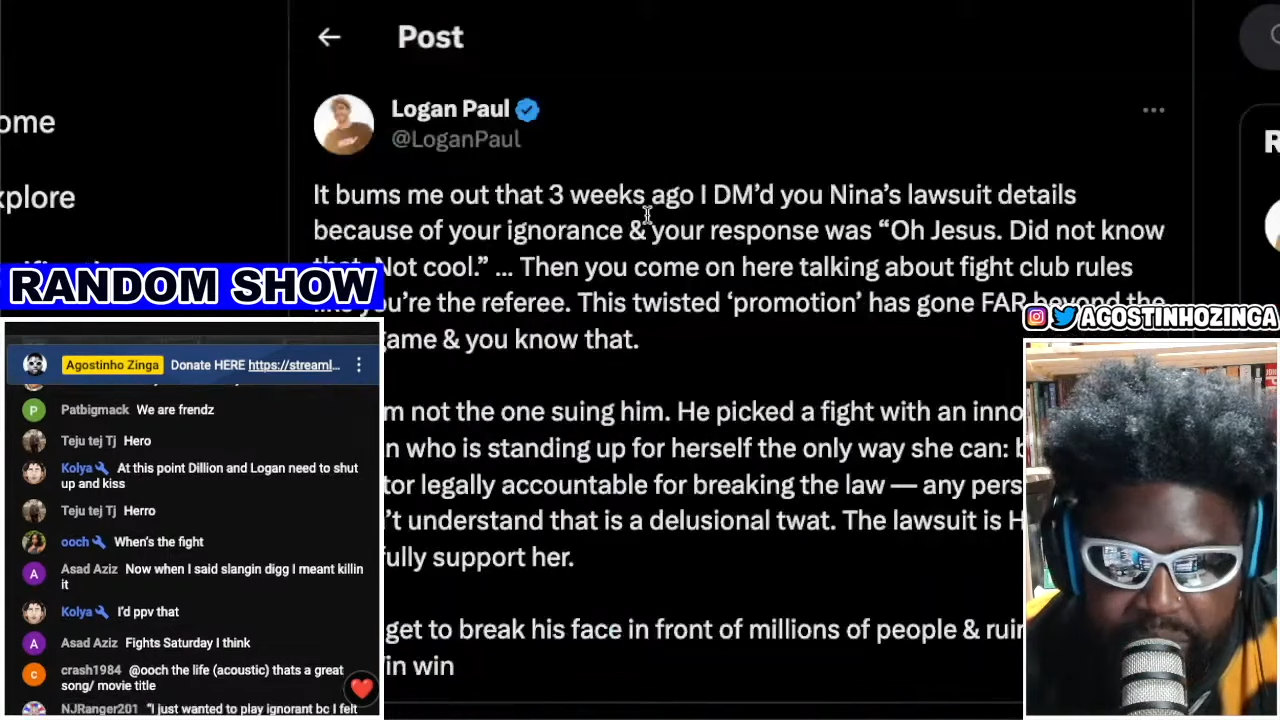 Post
Logan Paul
@LoganPaul
ome
xplore
It bums me out that 3 weeks ago I DM’d you Nina’s lawsuit details
because of your ignorance & your response was “Oh Jesus. Did not know
that. Not cool.” ... Then you come on here talking about fight club rules
like you’re the referee. This twisted ‘promotion’ has gone FAR beyond the
game & you know that.
m not the one suing him. He picked a fight with an inno
n who is standing up for herself the only way she can: b
tor legally accountable for breaking the law — any pers
’t understand that is a delusional twat. The lawsuit is H
fully support her.
get to break his face in front of millions of people & ruin
in win
R
RANDOM SHOW
Agostinho Zinga Donate HERE https://streaml...
Patbigmack We are frendz
Teju tej Tj Hero
Kolya At this point Dillion and Logan need to shut
up and kiss
Teju tej Tj Herro
ooch When's the fight
Asad Aziz Now when I said slangin digg I meant killin
it
Kolya I'd ppv that
Asad Aziz Fights Saturday I think
crash1984 @ooch the life (acoustic) thats a great
song/ movie title
NJRanger201 “I just wanted to play ignorant bc I felt
AGOSTINHOZINGA